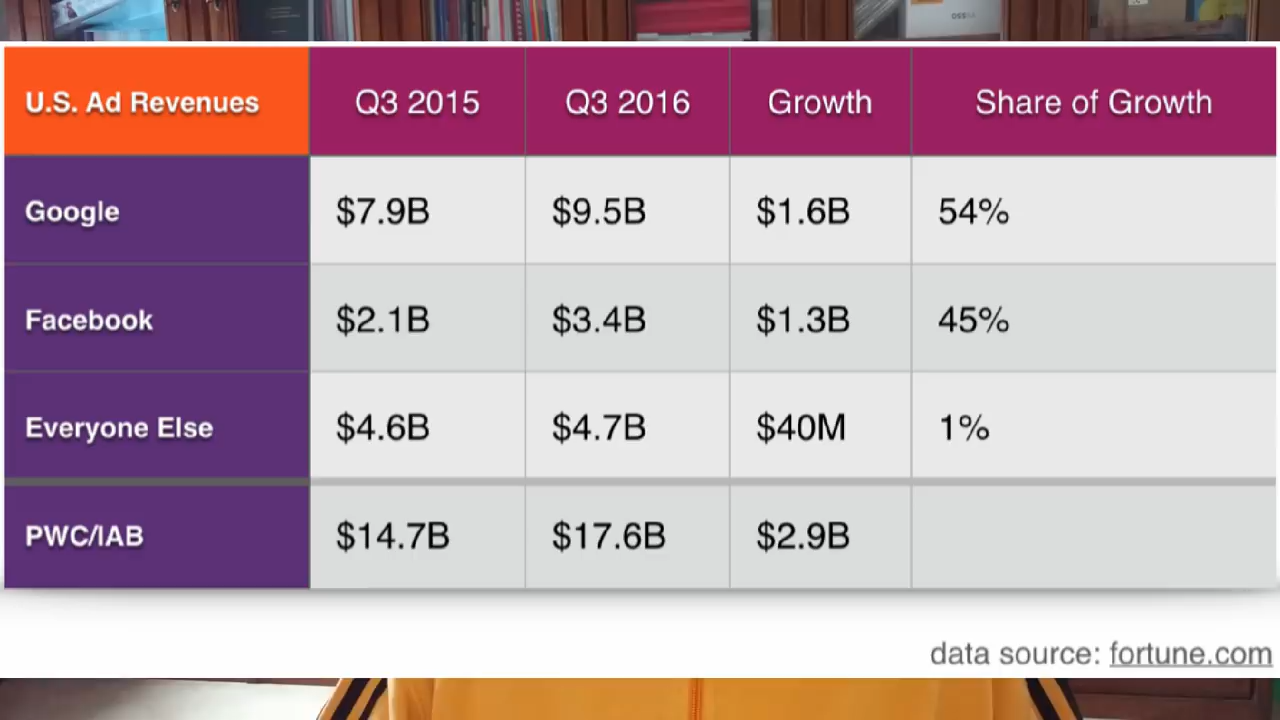 U.S. Ad Revenues Q3 2015 Q3 2016 Growth Share of Growth
Google $7.9B $9.5B $1.6B 54%
Facebook $2.1B $3.4B $1.3B 45%
Everyone Else $4.6B $4.7B $40M 1%
PWC/IAB $14.7B $17.6B $2.9B
data source: fortune.com